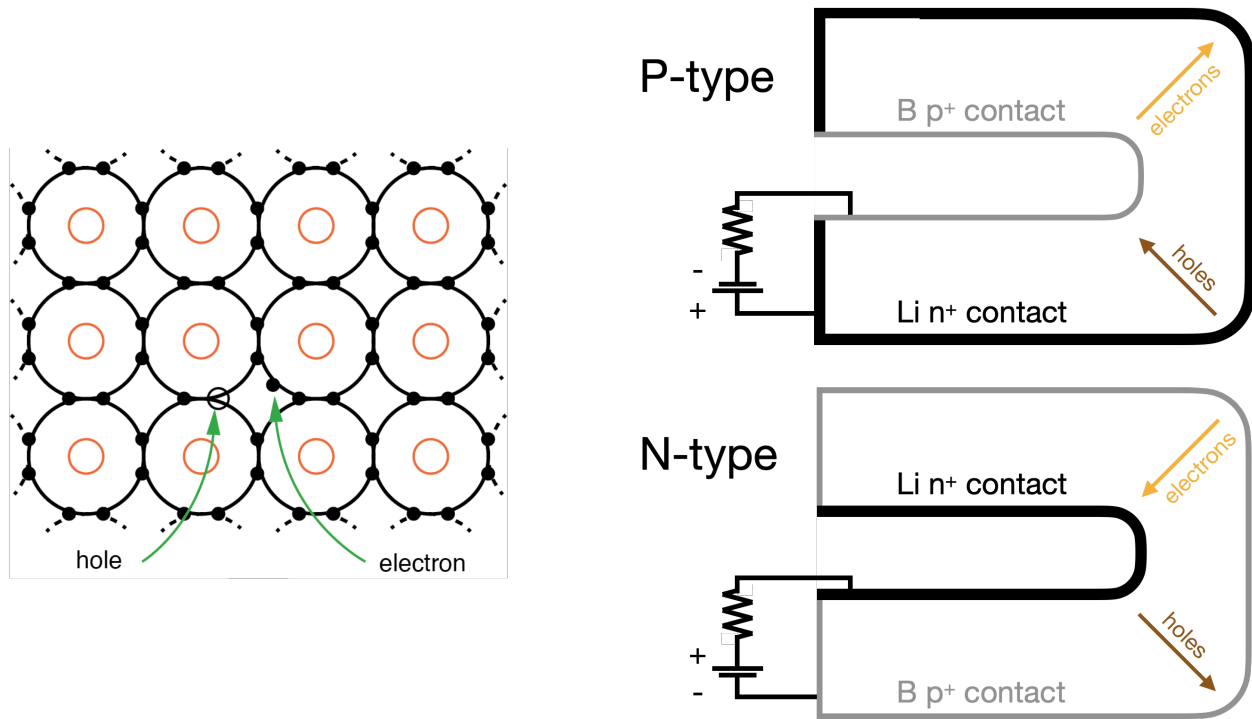 hole
electron
P-type
B p⁺ contact
electrons
holes
-
+
Li n⁺ contact
N-type
Li n⁺ contact
electrons
holes
+
-
B p⁺ contact